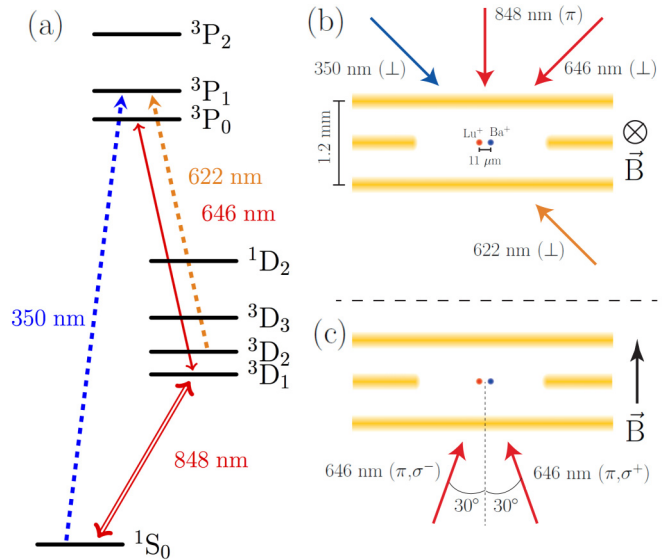 (a)
³P₂
³P₁
³P₀
622 nm
646 nm
¹D₂
350 nm
³D₃
³D₂
³D₁
848 nm
¹S₀
(b)
848 nm (π)
350 nm (⊥)
646 nm (⊥)
1.2 mm
Lu⁺ Ba⁺
11 μm
⊗
B⃗
622 nm (⊥)
(c)
B⃗
646 nm (π,σ⁻)
646 nm (π,σ⁺)
30° 30°